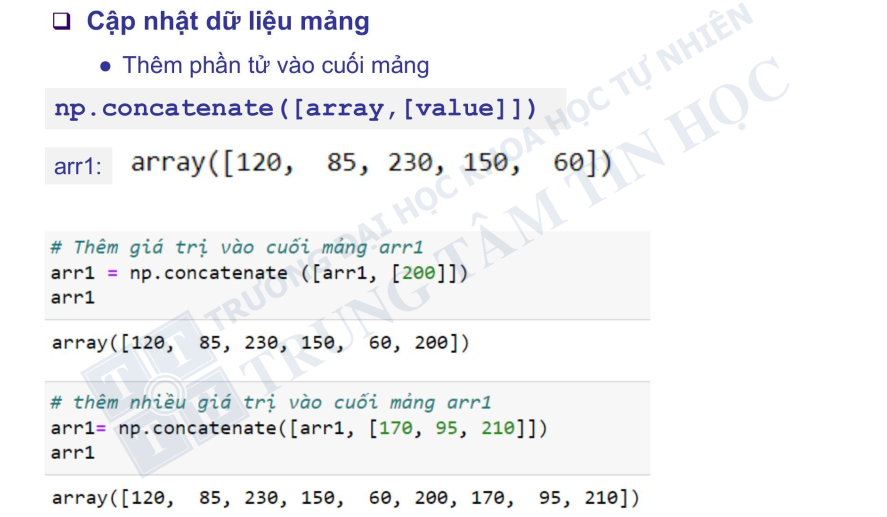 ❑ Cập nhật dữ liệu mảng
● Thêm phần tử vào cuối mảng
np.concatenate([array,[value]])
arr1: array([120,  85, 230, 150,  60])
# Thêm giá trị vào cuối mảng arr1
arr1 = np.concatenate ([arr1, [200]])
arr1
array([120,  85, 230, 150,  60, 200])
# thêm nhiều giá trị vào cuối mảng arr1
arr1= np.concatenate([arr1, [170, 95, 210]])
arr1
array([120,  85, 230, 150,  60, 200, 170,  95, 210])
TRƯỜNG ĐẠI HỌC KHOA HỌC TỰ NHIÊN
TRUNG TÂM TIN HỌC